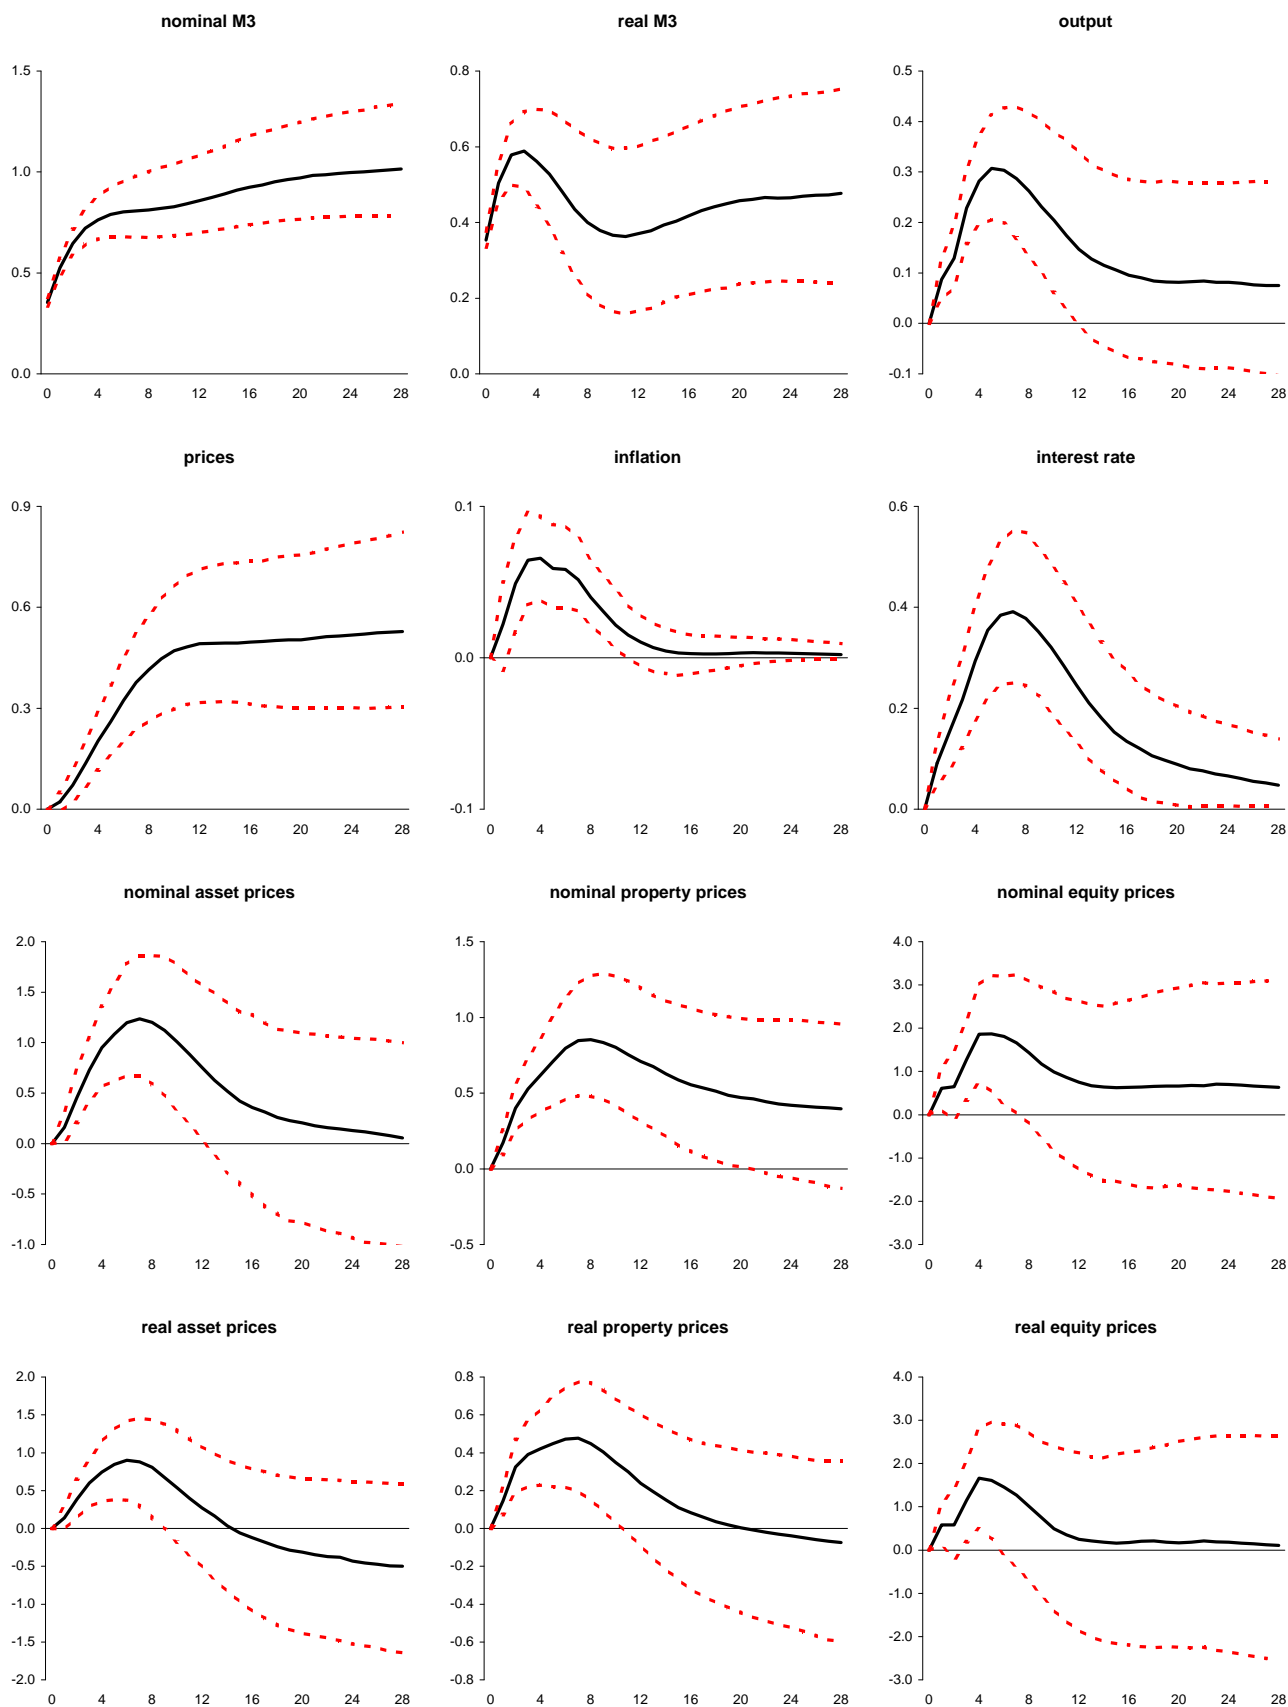 nominal M3 real M3 output
1.5 0.8 0.5
0.4
0.6
1.0 0.3
0.4 0.2
0.5 0.1
0.2
0.0
0.0 0.0 -0.1
0 4 8 12 16 20 24 28 0 4 8 12 16 20 24 28 0 4 8 12 16 20 24 28
prices inflation interest rate
0.9 0.1 0.6
0.6 0.4
0.0
0.3 0.2
0.0 -0.1 0.0
0 4 8 12 16 20 24 28 0 4 8 12 16 20 24 28 0 4 8 12 16 20 24 28
nominal asset prices nominal property prices nominal equity prices
2.0 1.5 4.0
3.0
1.5
1.0 2.0
1.0
0.5 1.0
0.5
0.0 0.0
0.0 -1.0
-0.5
-2.0
-1.0 -0.5 -3.0
0 4 8 12 16 20 24 28 0 4 8 12 16 20 24 28 0 4 8 12 16 20 24 28
real asset prices real property prices real equity prices
2.0 0.8 4.0
1.5 0.6 3.0
1.0 0.4 2.0
0.5 0.2 1.0
0.0 0.0 0.0
-0.5 -0.2
-1.0
-1.0 -0.4
-1.5 -0.6 -2.0
-2.0 -0.8 -3.0
0 4 8 12 16 20 24 28 0 4 8 12 16 20 24 28 0 4 8 12 16 20 24 28